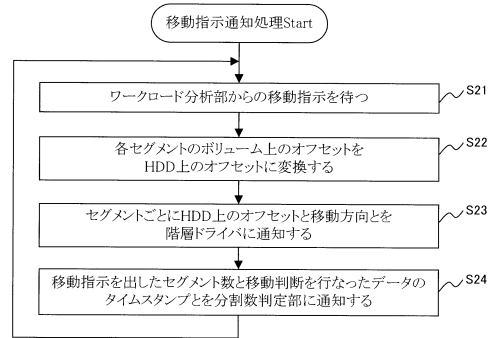 移動指示通知処理Start
ワークロード分析部からの移動指示を待つ
S21
各セグメントのボリューム上のオフセットを
HDD上のオフセットに変換する
S22
セグメントごとにHDD上のオフセットと移動方向とを
階層ドライバに通知する
S23
移動指示を出したセグメント数と移動判断を行なったデータの
タイムスタンプとを分割数判定部に通知する
S24